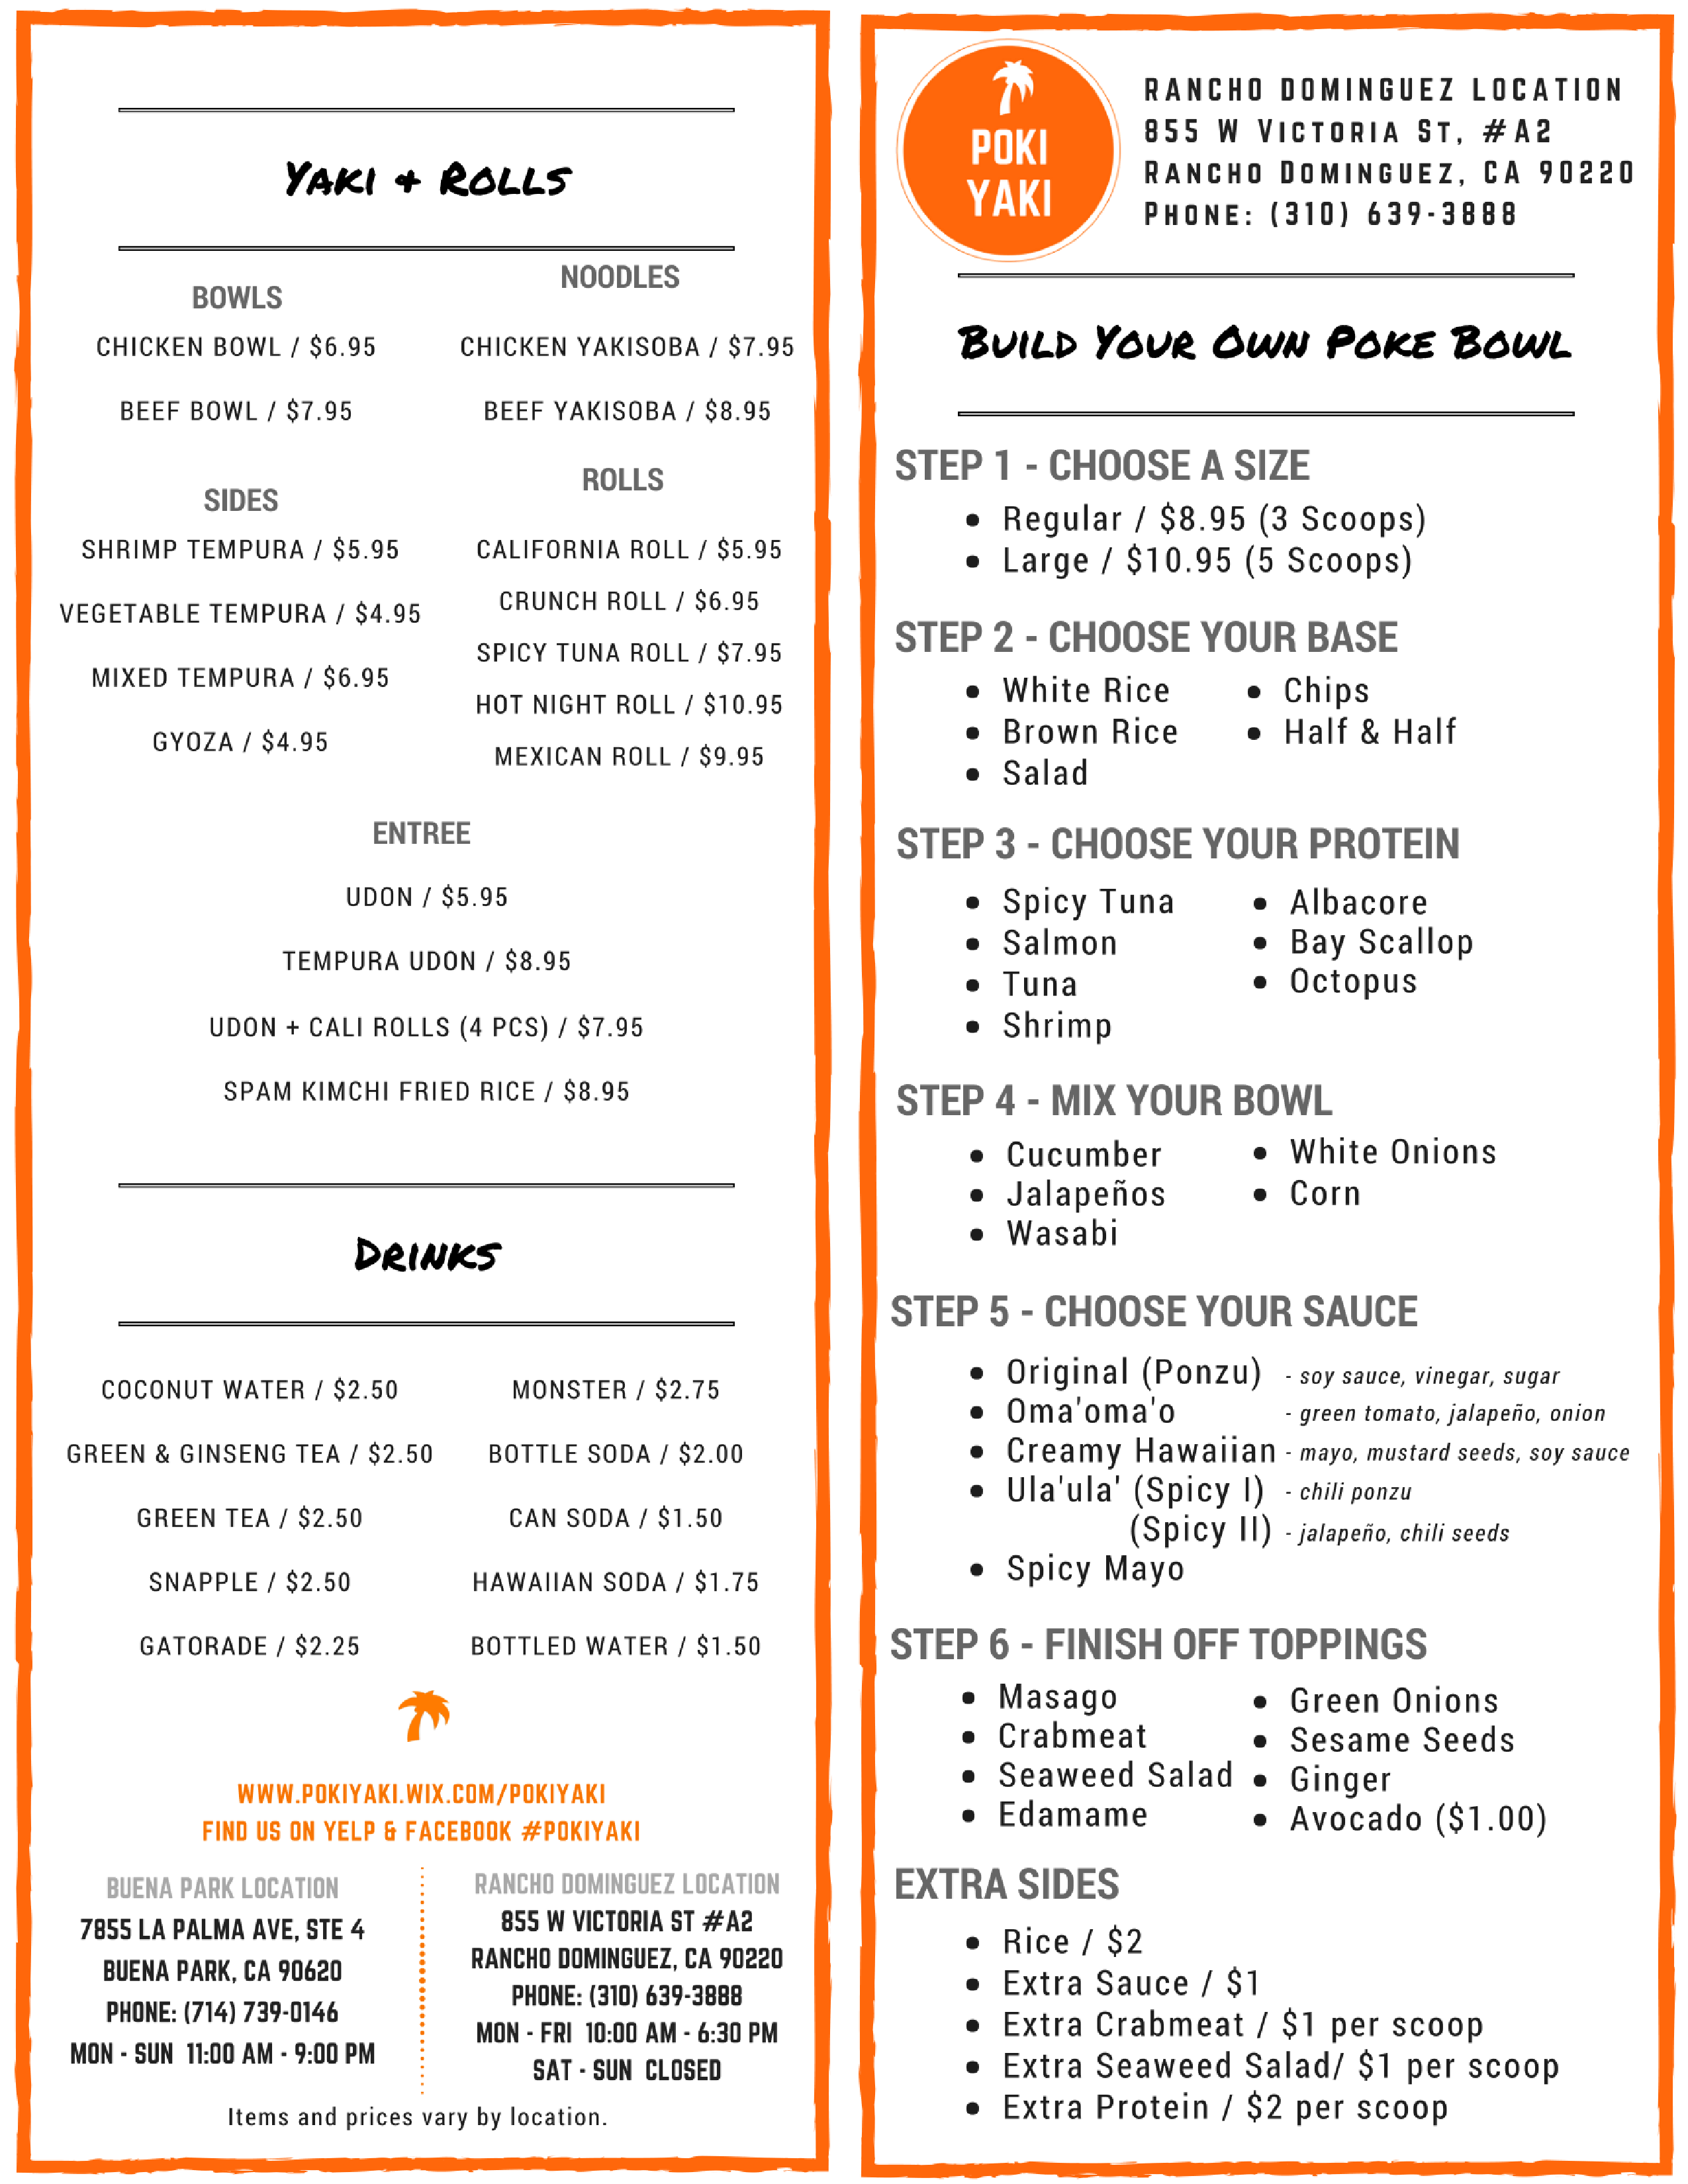 YAKI + ROLLS
BOWLS
CHICKEN BOWL / $6.95
BEEF BOWL / $7.95
NOODLES
CHICKEN YAKISOBA / $7.95
BEEF YAKISOBA / $8.95
SIDES
SHRIMP TEMPURA / $5.95
VEGETABLE TEMPURA / $4.95
MIXED TEMPURA / $6.95
GYOZA / $4.95
ROLLS
CALIFORNIA ROLL / $5.95
CRUNCH ROLL / $6.95
SPICY TUNA ROLL / $7.95
HOT NIGHT ROLL / $10.95
MEXICAN ROLL / $9.95
ENTREE
UDON / $5.95
TEMPURA UDON / $8.95
UDON + CALI ROLLS (4 PCS) / $7.95
SPAM KIMCHI FRIED RICE / $8.95
DRINKS
COCONUT WATER / $2.50
GREEN & GINSENG TEA / $2.50
GREEN TEA / $2.50
SNAPPLE / $2.50
GATORADE / $2.25
MONSTER / $2.75
BOTTLE SODA / $2.00
CAN SODA / $1.50
HAWAIIAN SODA / $1.75
BOTTLED WATER / $1.50
WWW.POKIYAKI.WIX.COM/POKIYAKI
FIND US ON YELP & FACEBOOK #POKIYAKI
BUENA PARK LOCATION
7855 LA PALMA AVE, STE 4
BUENA PARK, CA 90620
PHONE: (714) 739-0146
MON - SUN 11:00 AM - 9:00 PM
RANCHO DOMINGUEZ LOCATION
855 W VICTORIA ST #A2
RANCHO DOMINGUEZ, CA 90220
PHONE: (310) 639-3888
MON - FRI 10:00 AM - 6:30 PM
SAT - SUN CLOSED
Items and prices vary by location.
POKI
YAKI
RANCHO DOMINGUEZ LOCATION
855 W VICTORIA ST, #A2
RANCHO DOMINGUEZ, CA 90220
PHONE: (310) 639-3888
BUILD YOUR OWN POKE BOWL
STEP 1 - CHOOSE A SIZE
• Regular / $8.95 (3 Scoops)
• Large / $10.95 (5 Scoops)
STEP 2 - CHOOSE YOUR BASE
• White Rice
• Brown Rice
• Salad
• Chips
• Half & Half
STEP 3 - CHOOSE YOUR PROTEIN
• Spicy Tuna
• Salmon
• Tuna
• Shrimp
• Albacore
• Bay Scallop
• Octopus
STEP 4 - MIX YOUR BOWL
• Cucumber
• Jalapeños
• Wasabi
• White Onions
• Corn
STEP 5 - CHOOSE YOUR SAUCE
• Original (Ponzu) - soy sauce, vinegar, sugar
• Oma'oma'o - green tomato, jalapeño, onion
• Creamy Hawaiian - mayo, mustard seeds, soy sauce
• Ula'ula' (Spicy I) - chili ponzu
(Spicy II) - jalapeño, chili seeds
• Spicy Mayo
STEP 6 - FINISH OFF TOPPINGS
• Masago
• Crabmeat
• Seaweed Salad
• Edamame
• Green Onions
• Sesame Seeds
• Ginger
• Avocado ($1.00)
EXTRA SIDES
• Rice / $2
• Extra Sauce / $1
• Extra Crabmeat / $1 per scoop
• Extra Seaweed Salad/ $1 per scoop
• Extra Protein / $2 per scoop